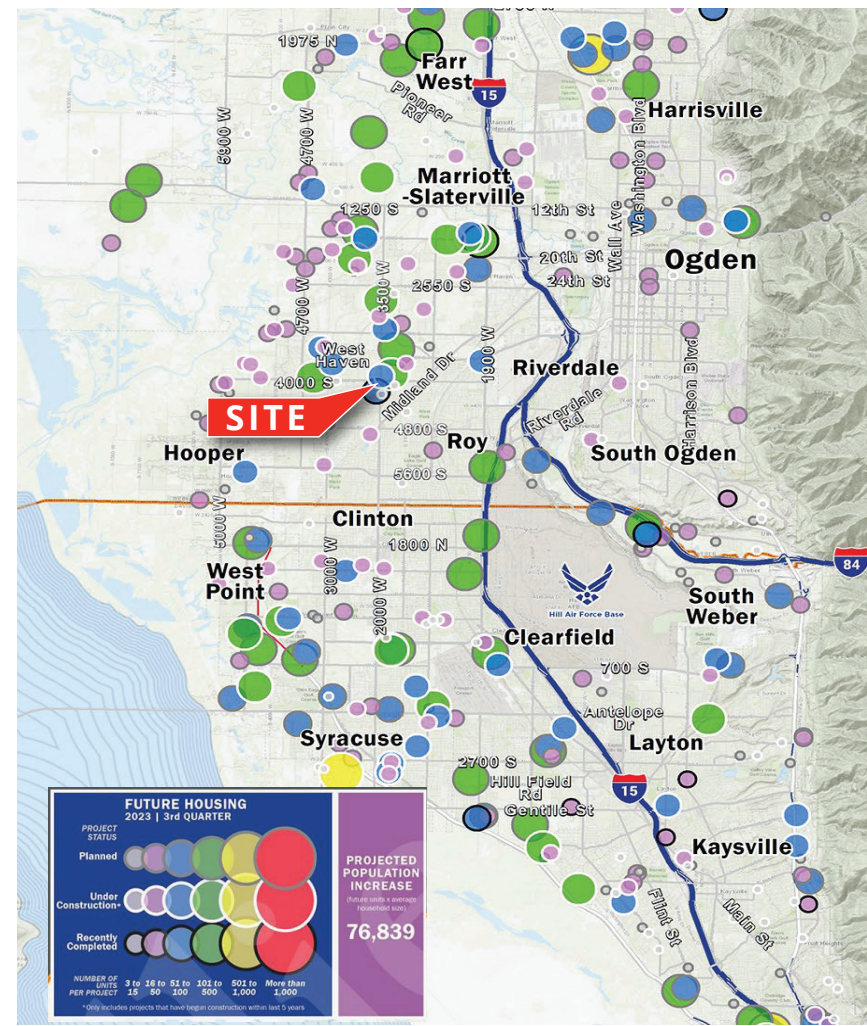 1975 N
Farr
West
Pioneer
Rd
15
Harrisville
5900 W
4700 W
Washington Blvd
Marriott
-Slaterville
1250 S
12th St
Wall Ave
20th St
Ogden
24th St
2550 S
3500 W
4700 W
West
Haven
1900 W
Riverdale
4000 S
Midland Dr
SITE
Riverdale
Rd
Harrison Blvd
4800 S
Roy
Hooper
South Ogden
5600 S
5000 W
Clinton
1800 N
84
3000 W
West
Point
Hill Air Force Base
South
Weber
2000 W
Clearfield
700 S
Antelope
Dr
Syracuse
Layton
2700 S
Hill Field
Rd
15
Gentile St
Kaysville
Flint St
Main St
FUTURE HOUSING
2023 | 3rd QUARTER
PROJECT
STATUS
Planned
Under
Construction*
Recently
Completed
NUMBER OF
UNITS
PER PROJECT
3 to
15
16 to
50
51 to
100
101 to
500
501 to
1,000
More than
1,000
*Only includes projects that have begun construction within last 5 years
PROJECTED
POPULATION
INCREASE
(future units x average
household size)
76,839